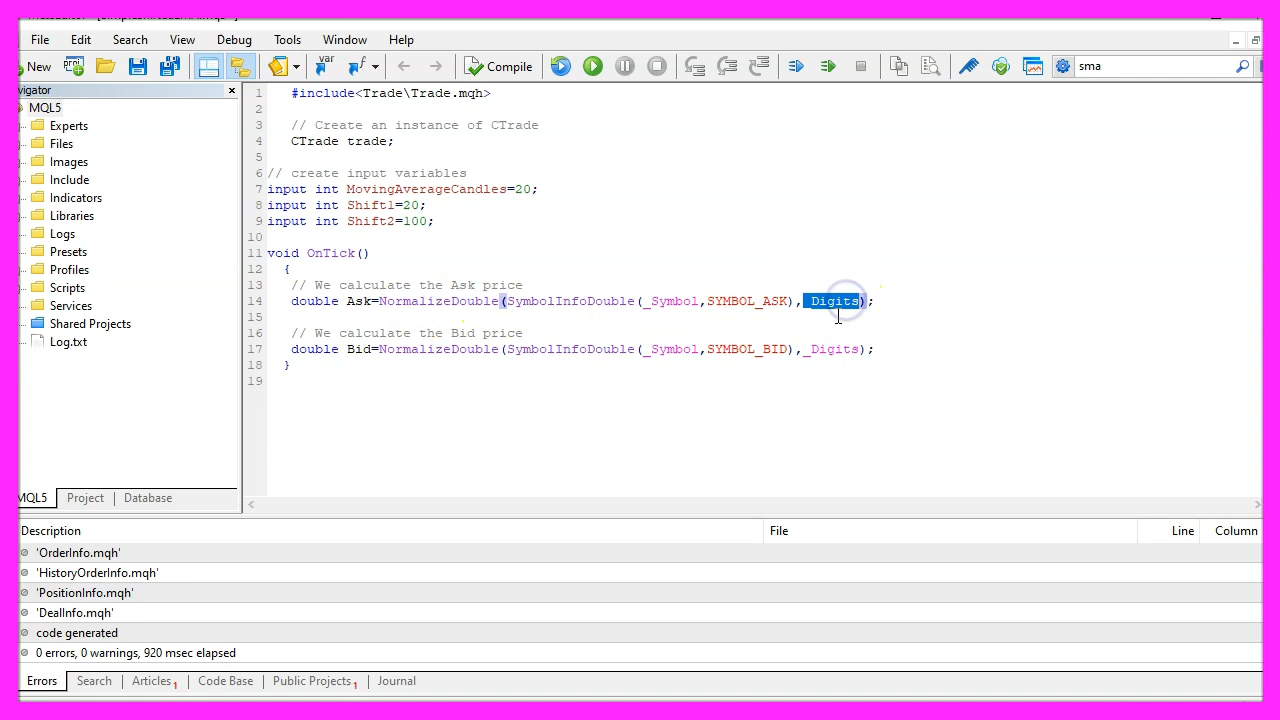 File Edit Search View Debug Tools Window Help
New Compile sma
MQL5
Experts
Files
Images
Include
Indicators
Libraries
Logs
Presets
Profiles
Scripts
Services
Shared Projects
Log.txt
MQL5 Project Database
1 #include<Trade\Trade.mqh>
2
3 // Create an instance of CTrade
4 CTrade trade;
5
6 // create input variables
7 input int MovingAverageCandles=20;
8 input int Shift1=20;
9 input int Shift2=100;
10
11 void OnTick()
12 {
13 // We calculate the Ask price
14 double Ask=NormalizeDouble(SymbolInfoDouble(_Symbol,SYMBOL_ASK),_Digits);
15
16 // We calculate the Bid price
17 double Bid=NormalizeDouble(SymbolInfoDouble(_Symbol,SYMBOL_BID),_Digits);
18 }
19
Description File Line Column
'OrderInfo.mqh'
'HistoryOrderInfo.mqh'
'PositionInfo.mqh'
'DealInfo.mqh'
code generated
0 errors, 0 warnings, 920 msec elapsed
Errors Search Articles 1 Code Base Public Projects 1 Journal